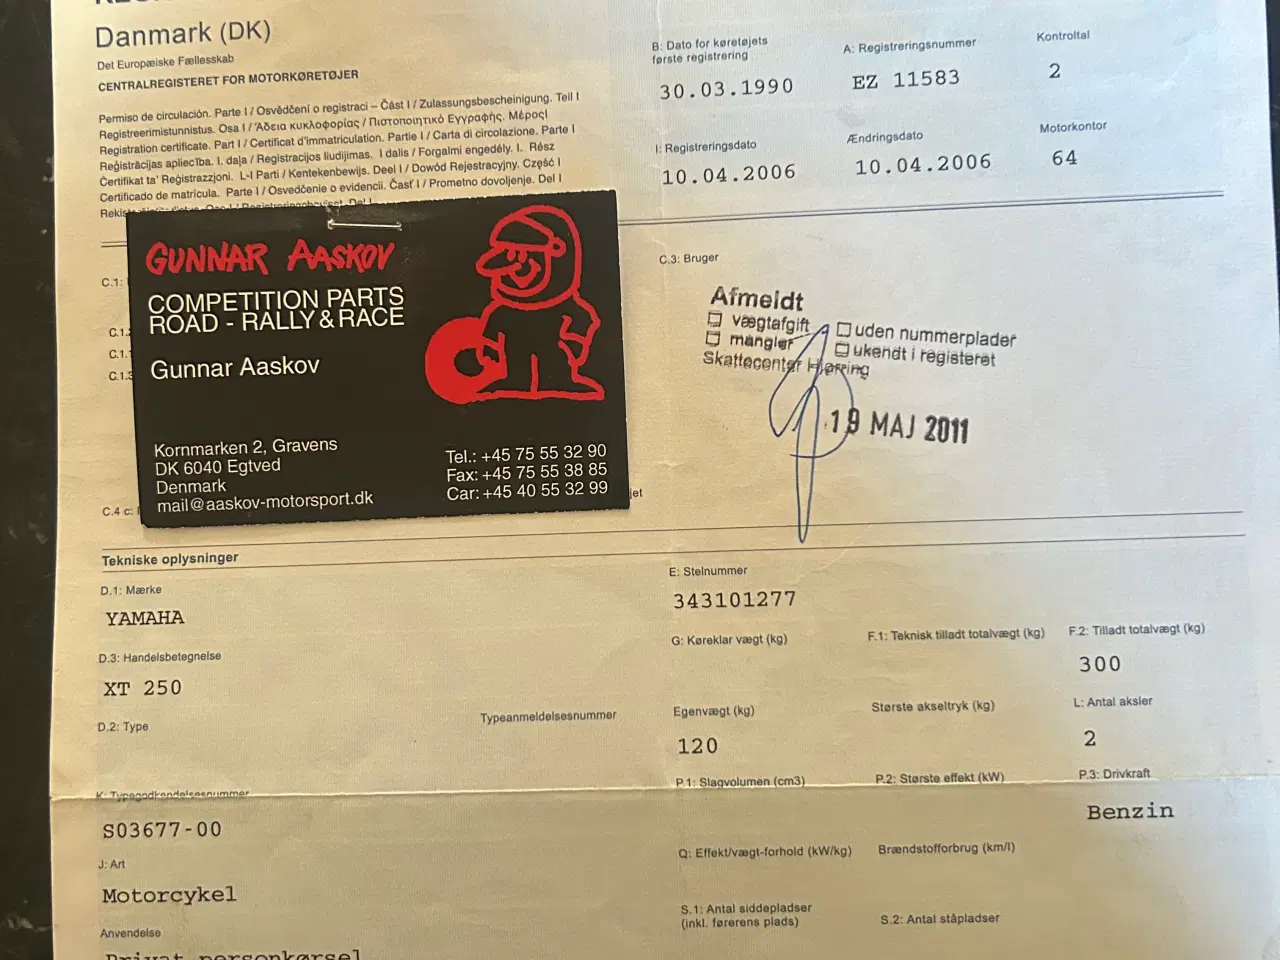 Danmark (DK)
Det Europæiske Fællesskab
CENTRALREGISTERET FOR MOTORKØRETØJER
Permiso de circulación. Parte I / Osvědčení o registraci – Část I / Zulassungsbescheinigung. Teil I
Registreerimistunnistus. Osa I / Άδεια κυκλοφορίας / Πιστοποιητικό Εγγραφής. Μέρος I
Registration certificate. Part I / Certificat d'immatriculation. Partie I / Carta di circolazione. Parte I
Reģistrācijas apliecība. I. daļa / Registracijos liudijimas. I dalis / Forgalmi engedély. I. Rész
Ċertifikat ta' Reġistrazzjoni. L-I Parti / Kentekenbewijs. Deel I / Dowód Rejestracyjny. Część I
Certificado de matrícula. Parte I / Osvedčenie o evidencii. Časť I / Prometno dovoljenje. Del I
B: Dato for køretøjets
første registrering
30.03.1990
A: Registreringsnummer
EZ 11583
Kontroltal
2
I: Registreringsdato
10.04.2006
Ændringsdato
10.04.2006
Motorkontor
64
C.1:
C.1.
C.1.
C.1.3
C.4 c:
jet
GUNNAR AASKOV
COMPETITION PARTS
ROAD - RALLY & RACE
Gunnar Aaskov
Kornmarken 2, Gravens
DK 6040 Egtved
Denmark
mail@aaskov-motorsport.dk
Tel.: +45 75 55 32 90
Fax: +45 75 55 38 85
Car: +45 40 55 32 99
C.3: Bruger
Afmeldt
vægtafgift uden nummerplader
mangler ukendt i registeret
Skattecenter Hjørring
19 MAJ 2011
Tekniske oplysninger
D.1: Mærke
YAMAHA
E: Stelnummer
343101277
D.3: Handelsbetegnelse
XT 250
G: Køreklar vægt (kg)
F.1: Teknisk tilladt totalvægt (kg)
F.2: Tilladt totalvægt (kg)
300
D.2: Type
Typeanmeldelsesnummer
Egenvægt (kg)
120
Største akseltryk (kg)
L: Antal aksler
2
K: Typegodkendelsesnummer
S03677-00
P.1: Slagvolumen (cm3)
P.2: Største effekt (kW)
P.3: Drivkraft
Benzin
J: Art
Motorcykel
Q: Effekt/vægt-forhold (kW/kg)
Brændstofforbrug (km/l)
Anvendelse
Privat personkørsel
S.1: Antal siddepladser
(inkl. førerens plads)
S.2: Antal ståpladser